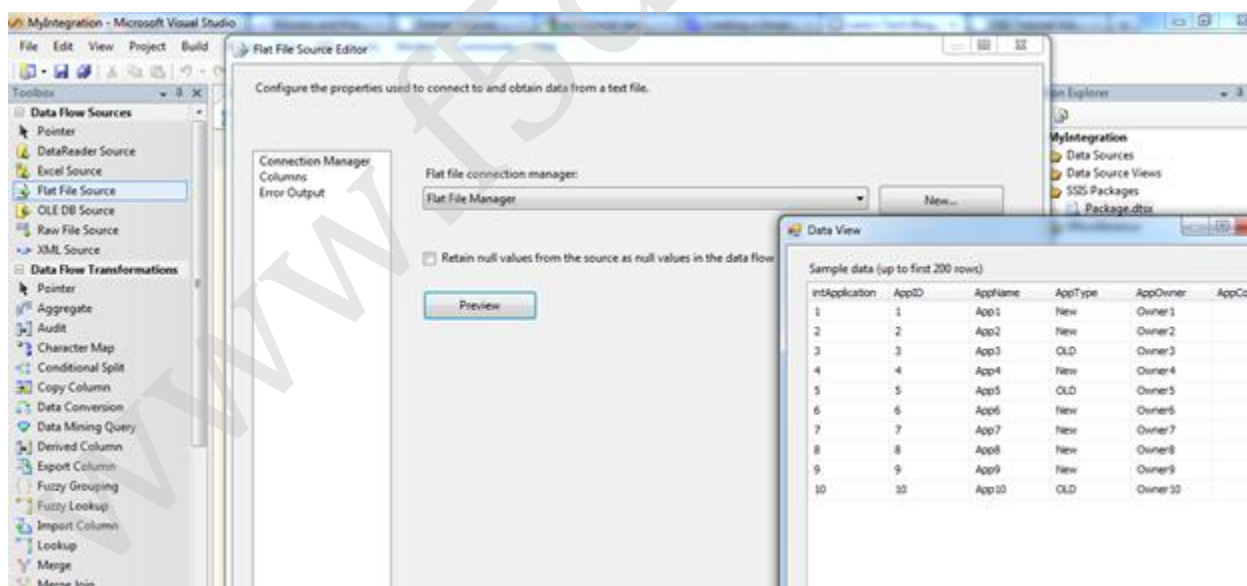 MyIntegration - Microsoft Visual Studio
File Edit View Project Build
Toolbox
Data Flow Sources
Pointer
DataReader Source
Excel Source
Flat File Source
OLE DB Source
Raw File Source
XML Source
Data Flow Transformations
Pointer
Aggregate
Audit
Character Map
Conditional Split
Copy Column
Data Conversion
Data Mining Query
Derived Column
Export Column
Fuzzy Grouping
Fuzzy Lookup
Import Column
Lookup
Merge
Merge Join
Flat File Source Editor
Configure the properties used to connect to and obtain data from a text file.
Connection Manager
Columns
Error Output
Flat file connection manager:
Flat File Manager
New...
Retain null values from the source as null values in the data flow
Preview
on Explorer
MyIntegration
Data Sources
Data Source Views
SSIS Packages
Package.dtsx
Data View
Sample data (up to first 200 rows)
intApplication AppID AppName AppType AppOwner AppCo
1 1 App1 New Owner1
2 2 App2 New Owner2
3 3 App3 OLD Owner3
4 4 App4 New Owner4
5 5 App5 OLD Owner5
6 6 App6 New Owner6
7 7 App7 New Owner7
8 8 App8 New Owner8
9 9 App9 New Owner9
10 10 App10 OLD Owner10